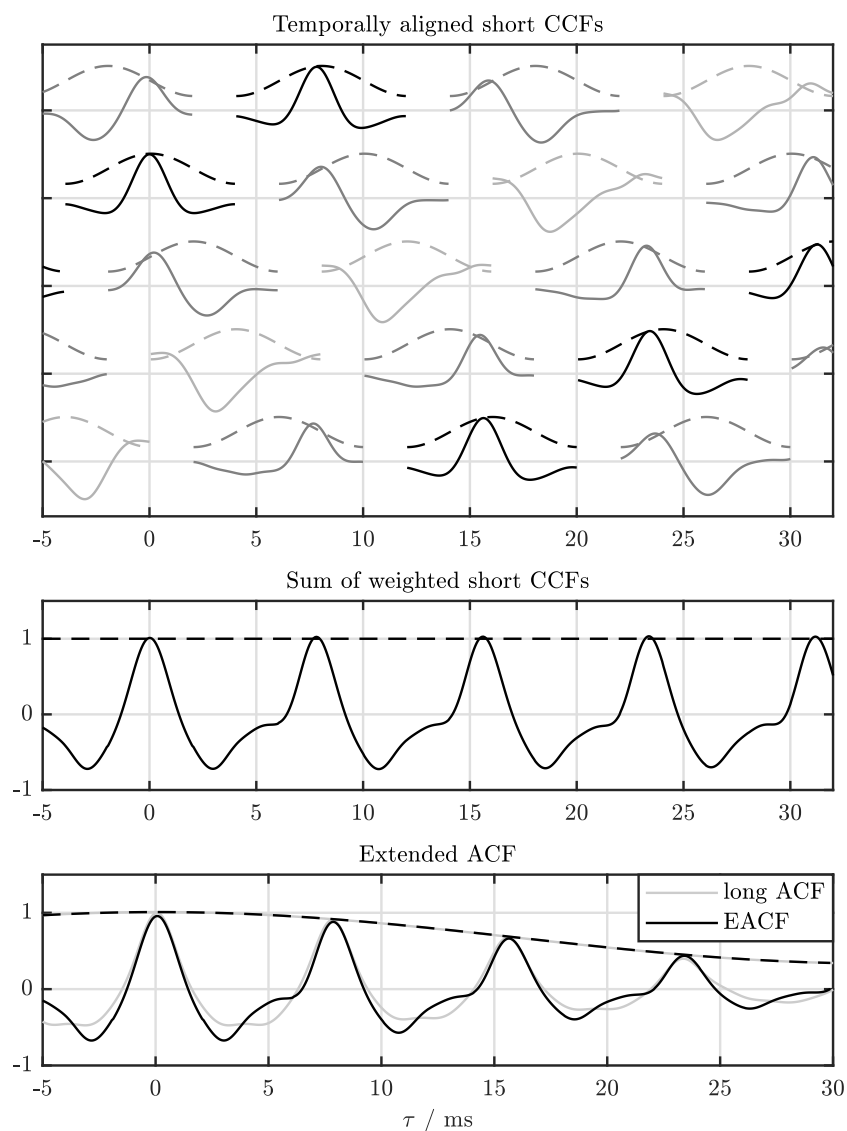 Temporally aligned short CCFs
-5 0 5 10 15 20 25 30
Sum of weighted short CCFs
1
0
-1
-5 0 5 10 15 20 25 30
Extended ACF
long ACF
EACF
1
0
-1
-5 0 5 10 15 20 25 30
τ / ms